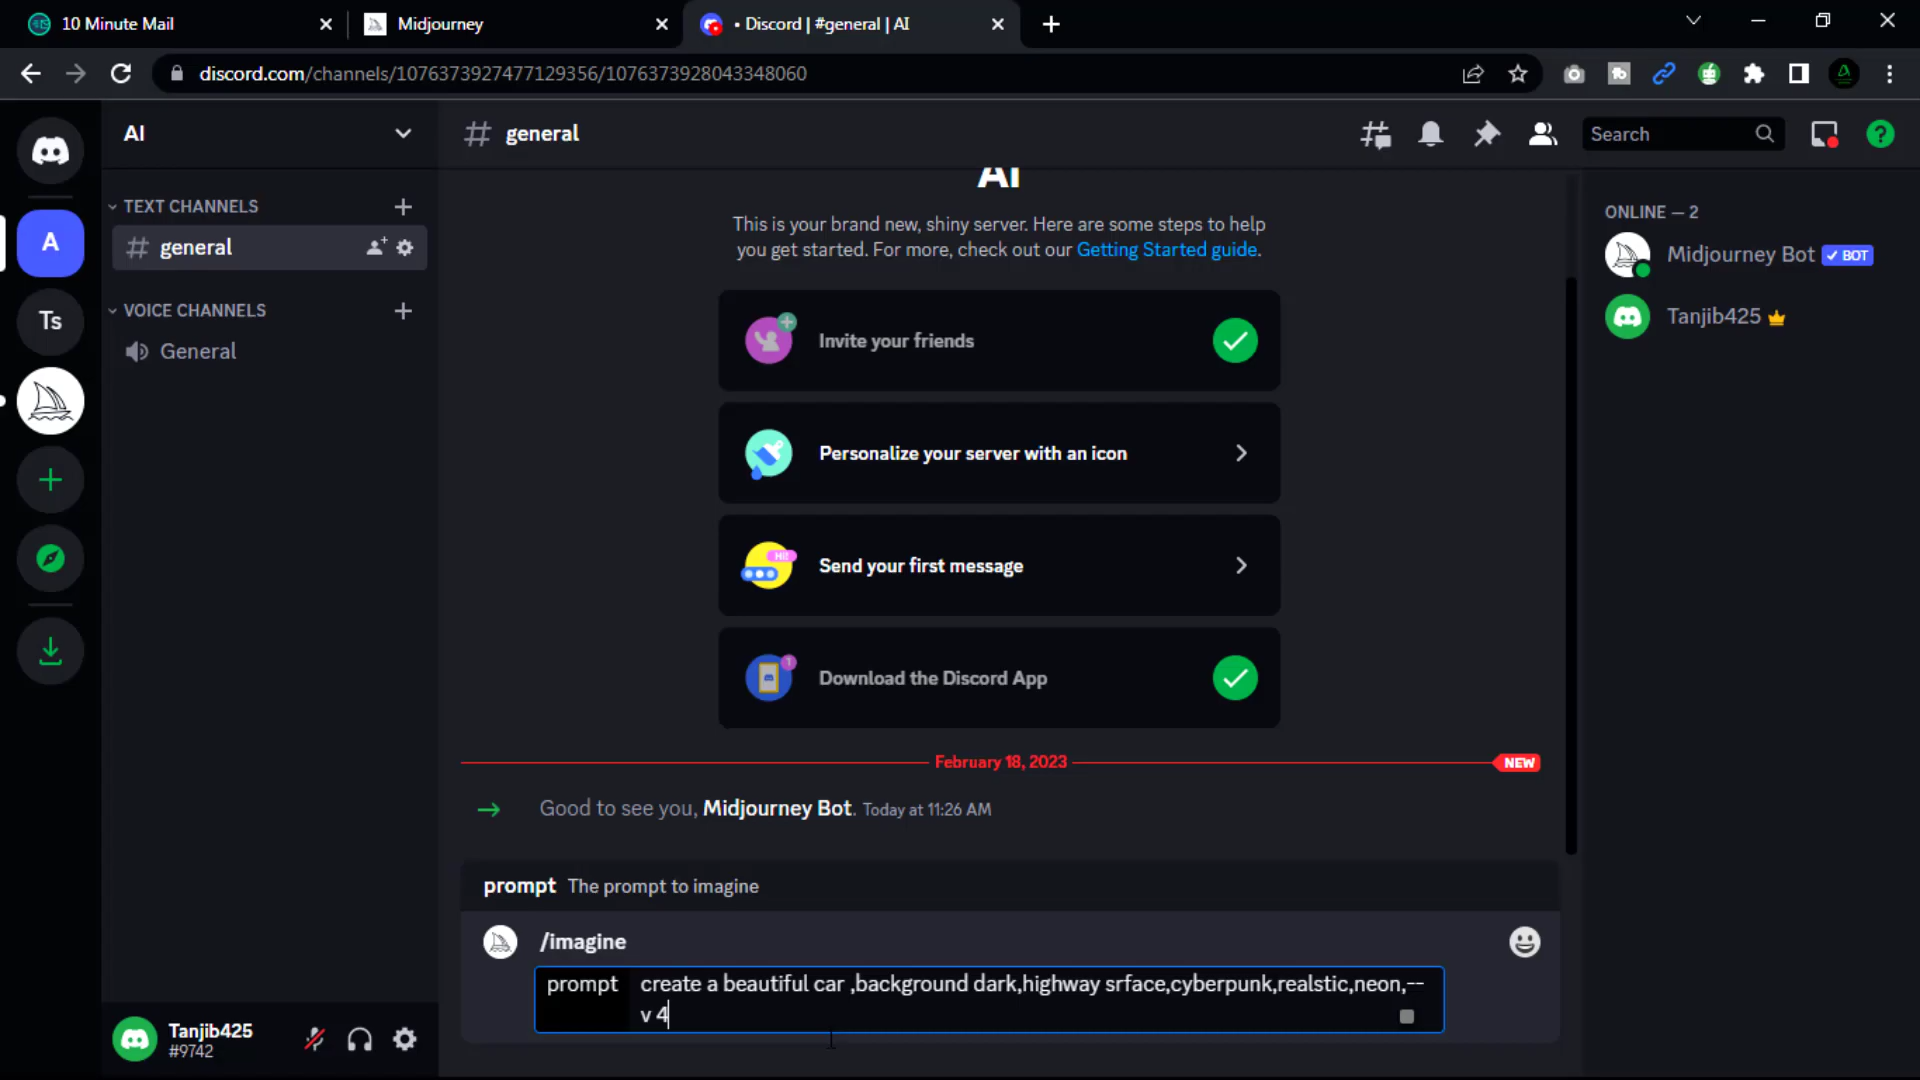 10 Minute Mail
Midjourney
• Discord | #general | AI
discord.com/channels/1076373927477129356/1076373928043348060
AI
general
Search
TEXT CHANNELS
general
VOICE CHANNELS
General
A
Ts
AI
This is your brand new, shiny server. Here are some steps to help
you get started. For more, check out our Getting Started guide.
Invite your friends
Personalize your server with an icon
Send your first message
Download the Discord App
February 18, 2023
NEW
Good to see you, Midjourney Bot. Today at 11:26 AM
prompt The prompt to imagine
/imagine
prompt create a beautiful car ,background dark,highway srface,cyberpunk,realstic,neon,--
v 4
ONLINE — 2
Midjourney Bot ✓ BOT
Tanjib425
Tanjib425
#9742